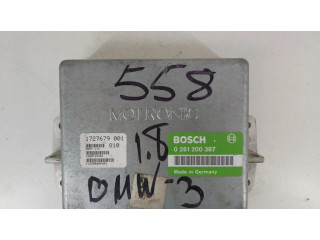 558
MOTRONIC
1727679 001
010
BOSCH
0 261 200 387
Made in Germany
1.8
BMW-3